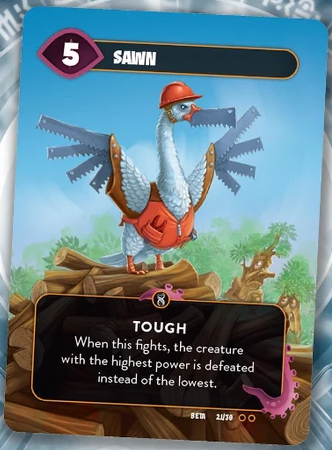 5 SAWN
TOUGH
When this fights, the creature
with the highest power is defeated
instead of the lowest.
BETA 21/38